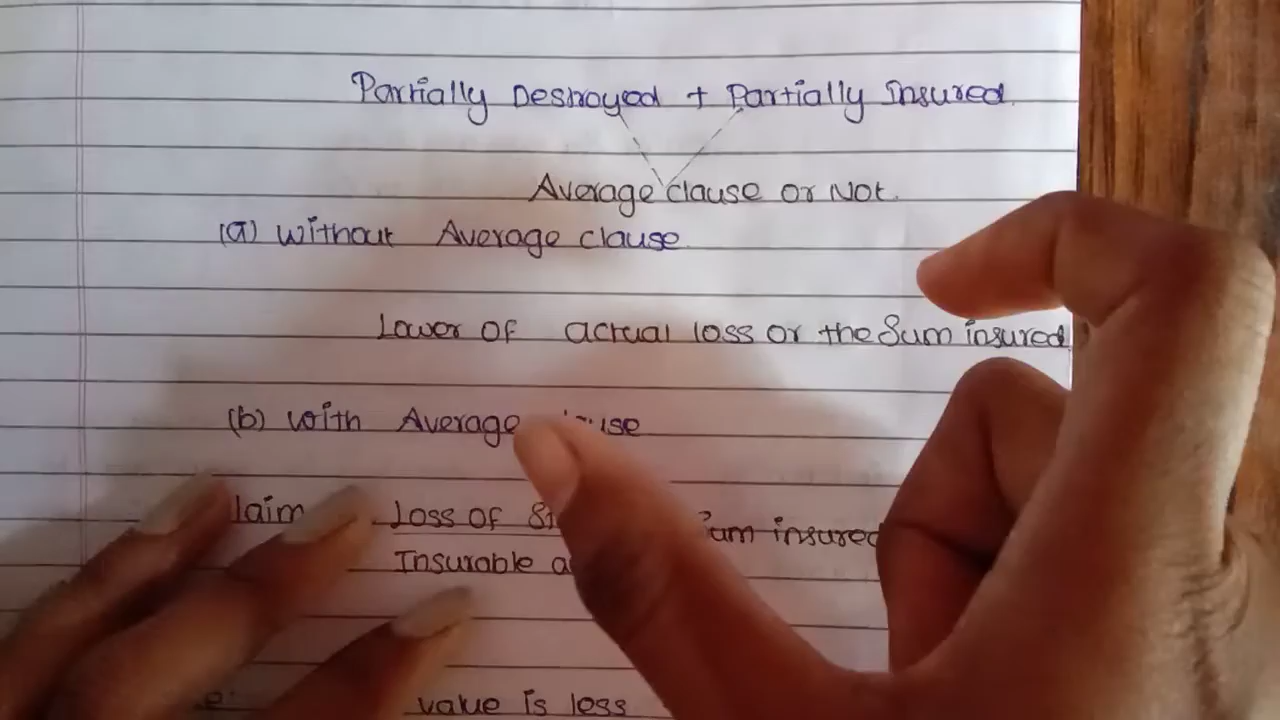 Partially Destroyed + Partially Insured
Average clause or Not.
(a) Without Average clause
Lower of actual loss or the Sum insured
(b) With Average
Loss of insured
Insurable
value is less